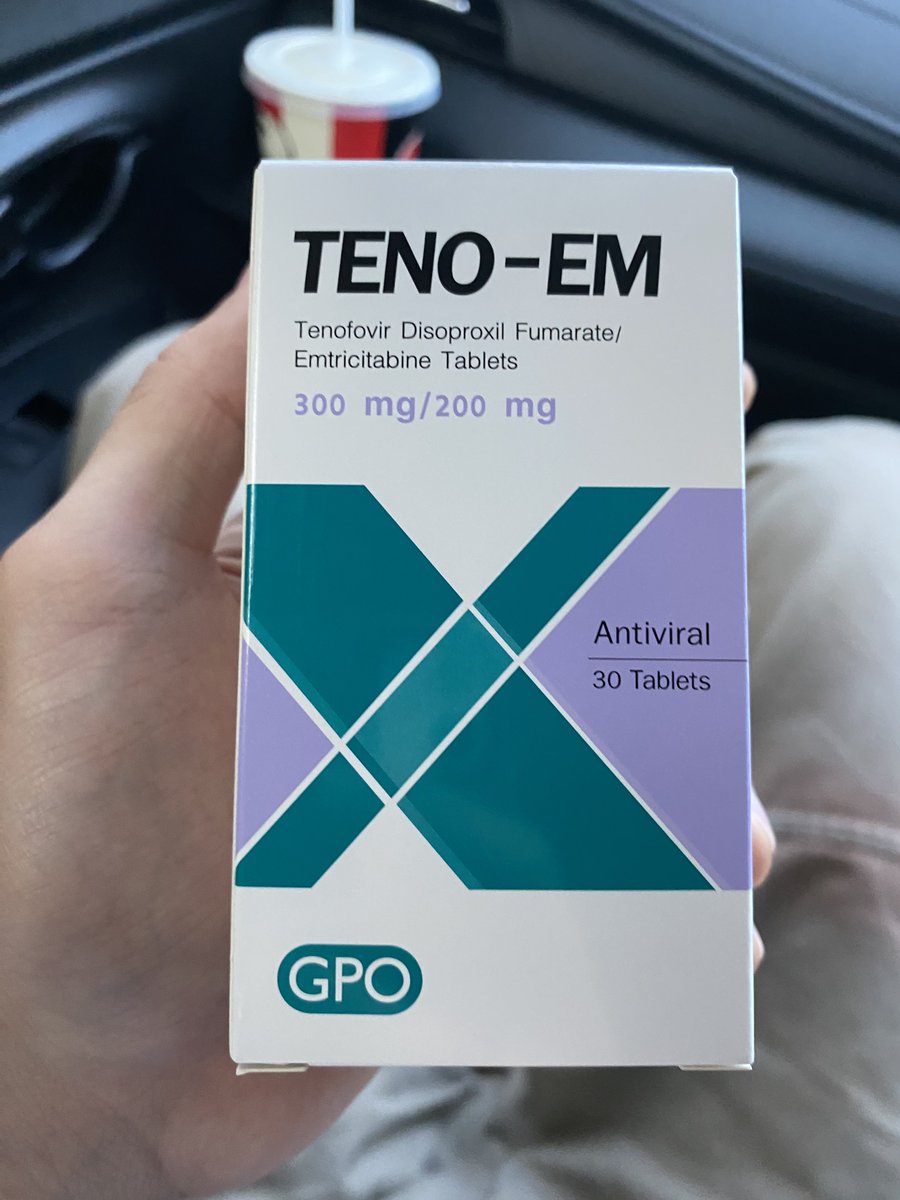 TENO-EM
Tenofovir Disoproxil Fumarate/
Emtricitabine Tablets
300 mg/200 mg
Antiviral
30 Tablets
GPO